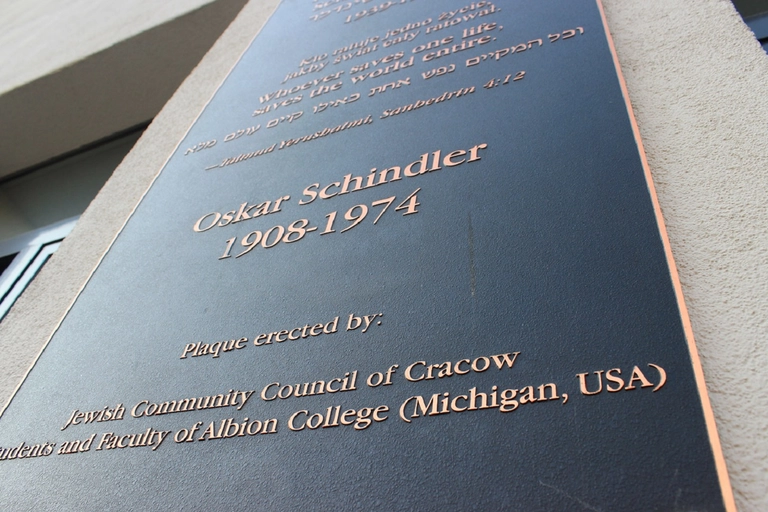 Kto ratuje jedno życie,
jakby świat cały ratował.
Whoever saves one life,
saves the world entire.
וכל המקיים נפש אחת כאילו קיים עולם מלא
—Talmud Yerushalmi, Sanhedrin 4:12
Oskar Schindler
1908-1974
Plaque erected by:
Jewish Community Council of Cracow
and Faculty of Albion College (Michigan, USA)